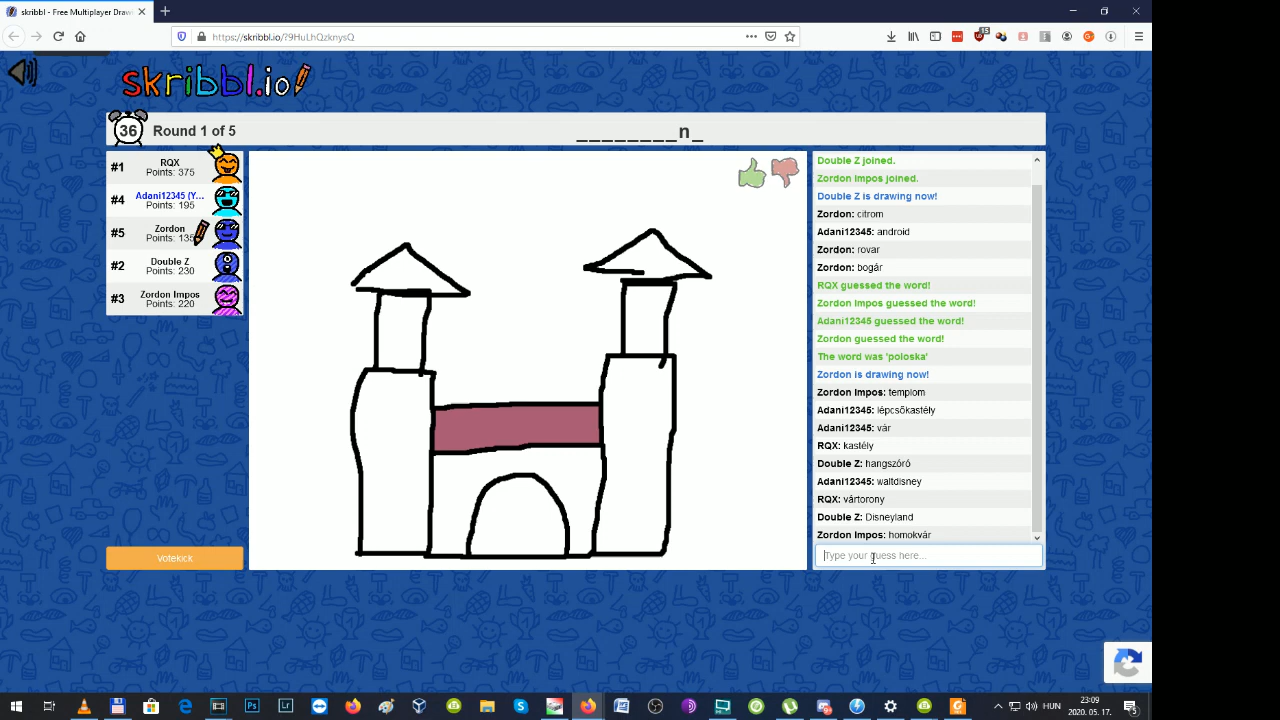 skribbl - Free Multiplayer Draw
https://skribbl.io/?9HuLhQzknysQ
15
skribbl.io
36
Round 1 of 5
________n_
#1 RQX
Points: 375
#4 Adani12345 (Y...
Points: 195
#5 Zordon
Points: 135
#2 Double Z
Points: 230
#3 Zordon Impos
Points: 220
Votekick
Double Z joined.
Zordon Impos joined.
Double Z is drawing now!
Zordon: citrom
Adani12345: android
Zordon: rovar
Zordon: bogár
RQX guessed the word!
Zordon Impos guessed the word!
Adani12345 guessed the word!
Zordon guessed the word!
The word was 'poloska'
Zordon is drawing now!
Zordon Impos: templom
Adani12345: lépcsőkastély
Adani12345: vár
RQX: kastély
Double Z: hangszóró
Adani12345: waltdisney
RQX: vártorony
Double Z: Disneyland
Zordon Impos: homokvár
Type your guess here...
HUN
23:09
2020. 05. 17.